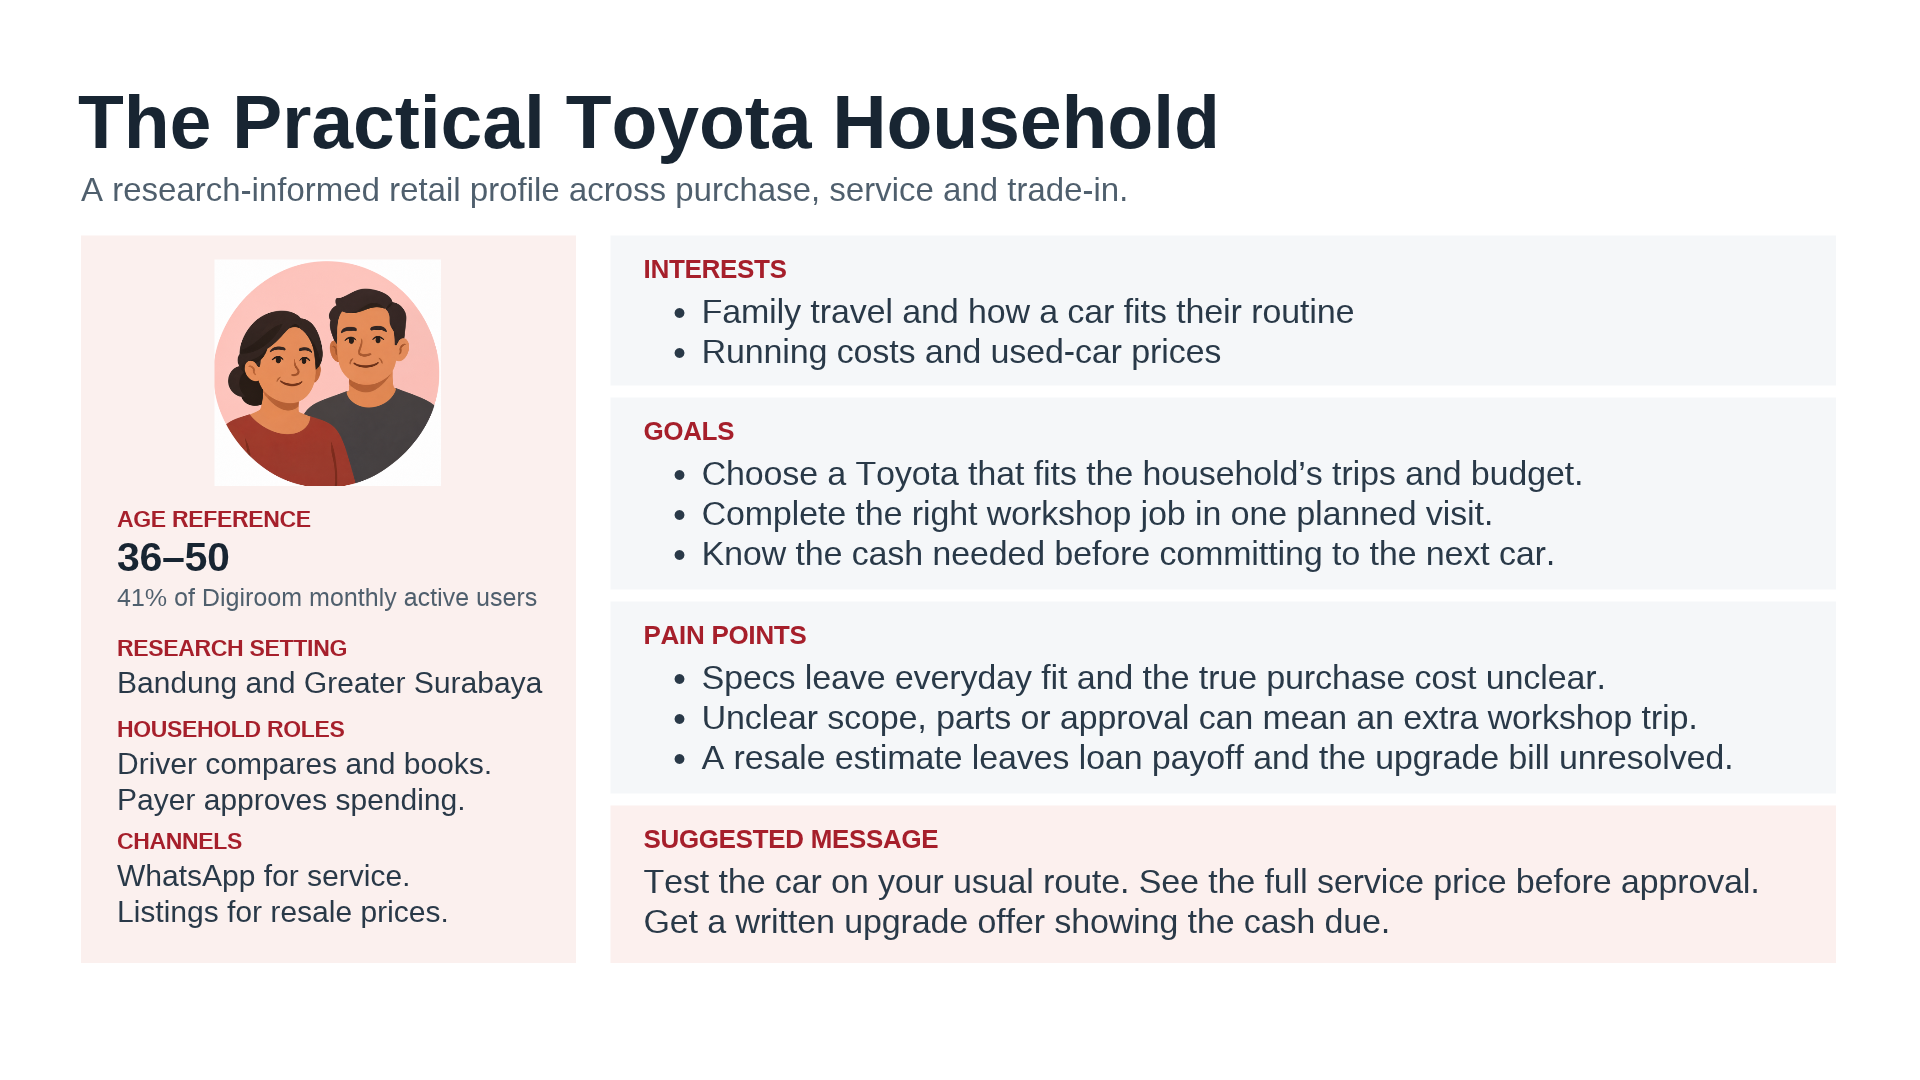 The Practical Toyota Household
A research-informed retail profile across purchase, service and trade-in.
AGE REFERENCE
36–50
41% of Digiroom monthly active users
RESEARCH SETTING
Bandung and Greater Surabaya
HOUSEHOLD ROLES
Driver compares and books.
Payer approves spending.
CHANNELS
WhatsApp for service.
Listings for resale prices.
INTERESTS
• Family travel and how a car fits their routine
• Running costs and used-car prices
GOALS
• Choose a Toyota that fits the household’s trips and budget.
• Complete the right workshop job in one planned visit.
• Know the cash needed before committing to the next car.
PAIN POINTS
• Specs leave everyday fit and the true purchase cost unclear.
• Unclear scope, parts or approval can mean an extra workshop trip.
• A resale estimate leaves loan payoff and the upgrade bill unresolved.
SUGGESTED MESSAGE
Test the car on your usual route. See the full service price before approval.
Get a written upgrade offer showing the cash due.